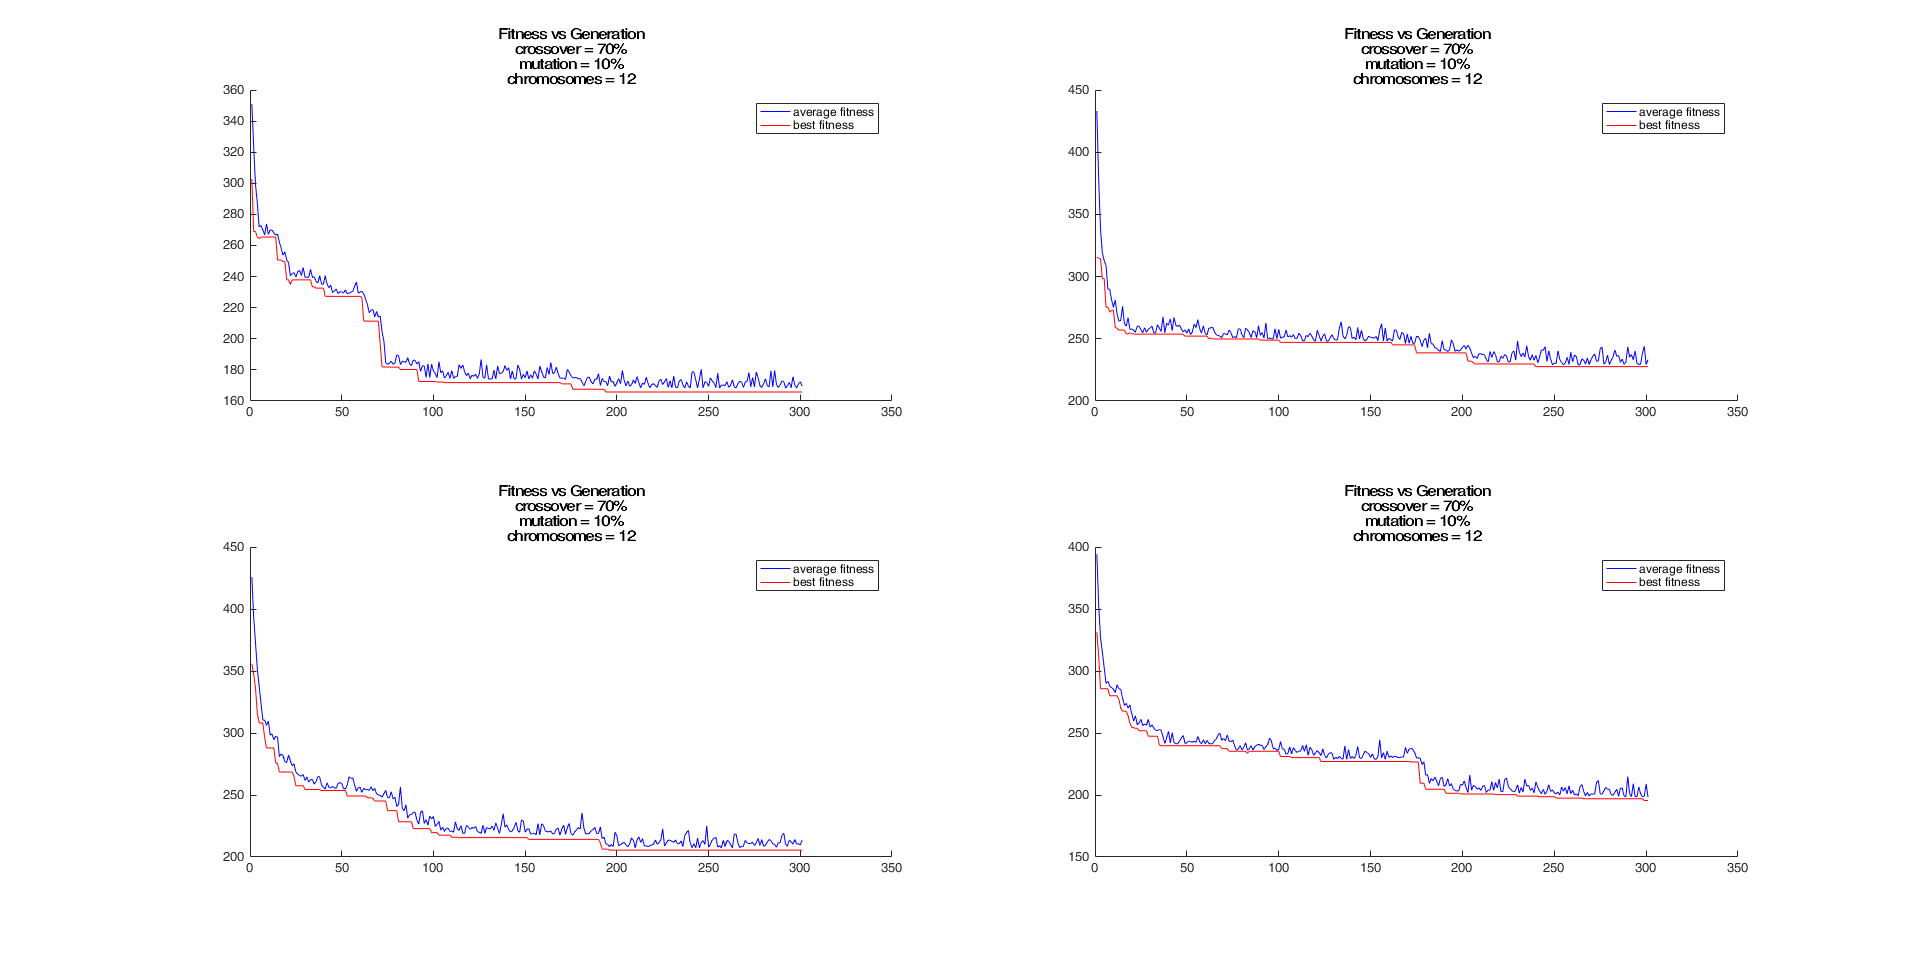 Fitness vs Generation
crossover = 70%
mutation = 10%
chromosomes = 12
360
340
320
300
280
260
240
220
200
180
160
0 50 100 150 200 250 300 350
average fitness
best fitness
Fitness vs Generation
crossover = 70%
mutation = 10%
chromosomes = 12
450
400
350
300
250
200
0 50 100 150 200 250 300 350
average fitness
best fitness
Fitness vs Generation
crossover = 70%
mutation = 10%
chromosomes = 12
450
400
350
300
250
200
0 50 100 150 200 250 300 350
average fitness
best fitness
Fitness vs Generation
crossover = 70%
mutation = 10%
chromosomes = 12
400
350
300
250
200
150
0 50 100 150 200 250 300 350
average fitness
best fitness